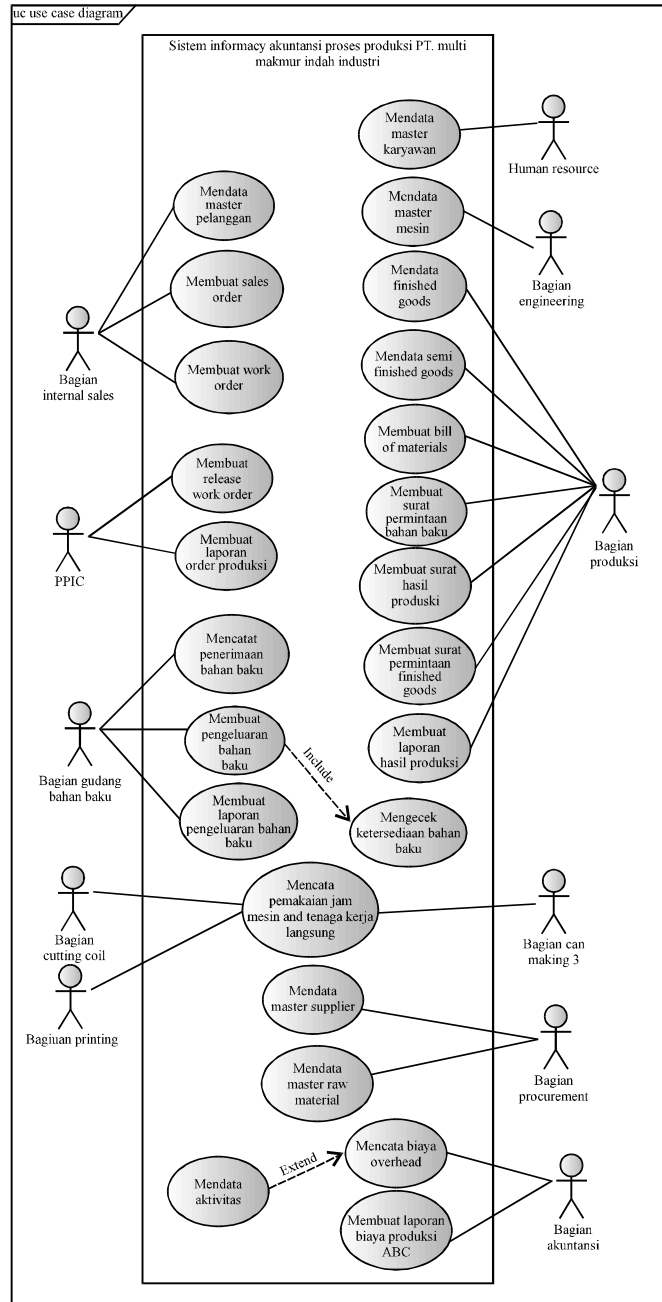 uc use case diagram
Sistem informacy akuntansi proses produksi PT. multi
makmur indah industri
Mendata
master
karyawan
Human resource
Mendata
master
pelanggan
Mendata
master
mesin
Bagian
engineering
Membuat sales
order
Mendata
finished
goods
Bagian
internal sales
Membuat work
order
Mendata semi
finished goods
Membuat bill
of materials
Membuat
release
work order
Membuat
surat
permintaan
bahan baku
Bagian
produksi
PPIC
Membuat
laporan
order produksi
Membuat surat
hasil
produski
Mencatat
penerimaan
bahan baku
Membuat surat
permintaan
finished
goods
Bagian gudang
bahan baku
Membuat
pengeluaran
bahan
baku
Include
Membuat
laporan
hasil produksi
Membuat
laporan
pengeluaran bahan
baku
Mengecek
ketersediaan bahan
baku
Bagian
cutting coil
Mencata
pemakaian jam
mesin and tenaga kerja
langsung
Bagian can
making 3
Bagiuan printing
Mendata
master supplier
Mendata
master raw
material
Bagian
procurement
Mendata
aktivitas
Extend
Mencata biaya
overhead
Membuat laporan
biaya produksi
ABC
Bagian
akuntansi